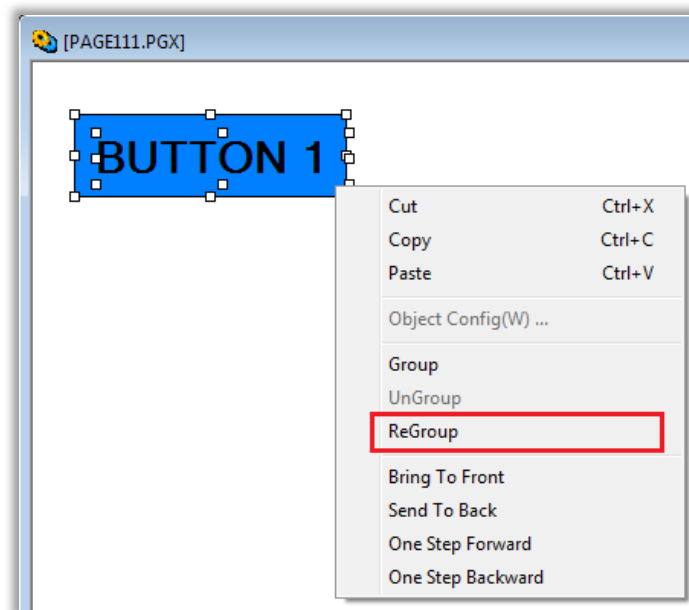 [PAGE111.PGX]
BUTTON 1
Cut Ctrl+X
Copy Ctrl+C
Paste Ctrl+V
Object Config(W) ...
Group
UnGroup
ReGroup
Bring To Front
Send To Back
One Step Forward
One Step Backward